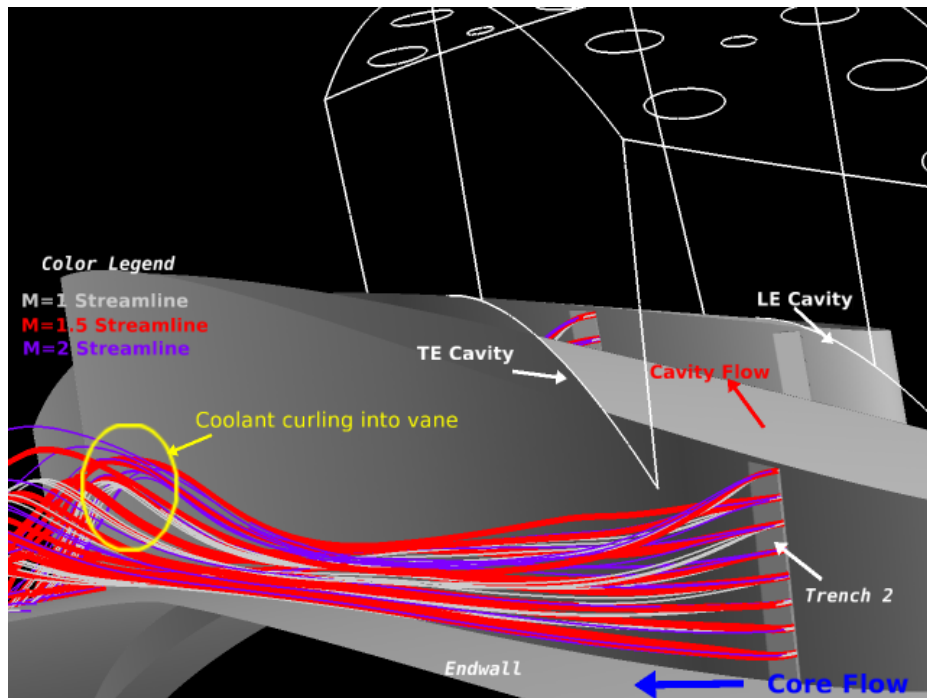 Color Legend
M=1 Streamline
M=1.5 Streamline
M=2 Streamline
LE Cavity
TE Cavity
Cavity Flow
Coolant curling into vane
Trench 2
Endwall
Core Flow